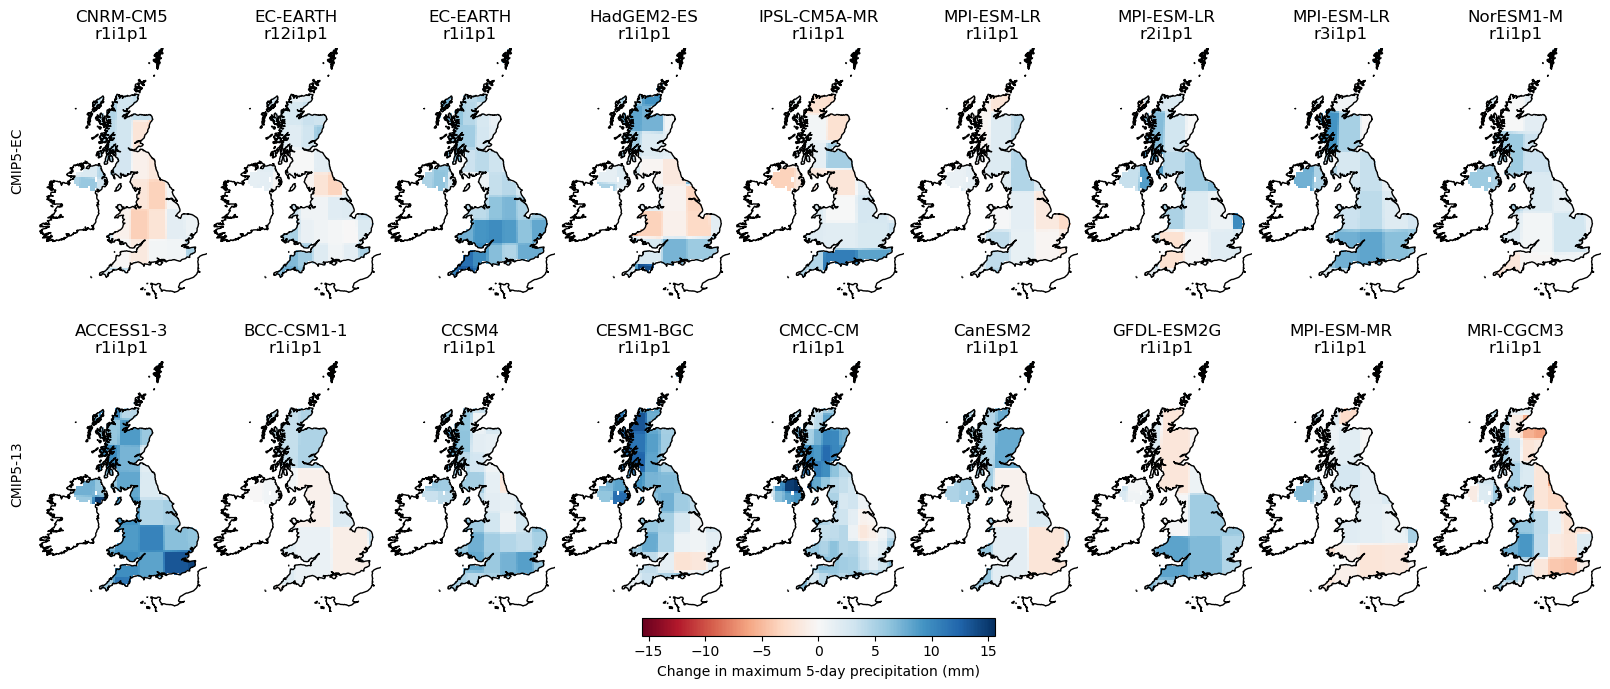 CNRM-CM5 EC-EARTH EC-EARTH HadGEM2-ES IPSL-CM5A-MR MPI-ESM-LR MPI-ESM-LR MPI-ESM-LR NorESM1-M
r1i1p1 r12i1p1 r1i1p1 r1i1p1 r1i1p1 r1i1p1 r2i1p1 r3i1p1 r1i1p1
CMIP5-EC
ACCESS1-3 BCC-CSM1-1 CCSM4 CESM1-BGC CMCC-CM CanESM2 GFDL-ESM2G MPI-ESM-MR MRI-CGCM3
r1i1p1 r1i1p1 r1i1p1 r1i1p1 r1i1p1 r1i1p1 r1i1p1 r1i1p1 r1i1p1
CMIP5-13
−15 −10 −5 0 5 10 15
Change in maximum 5-day precipitation (mm)